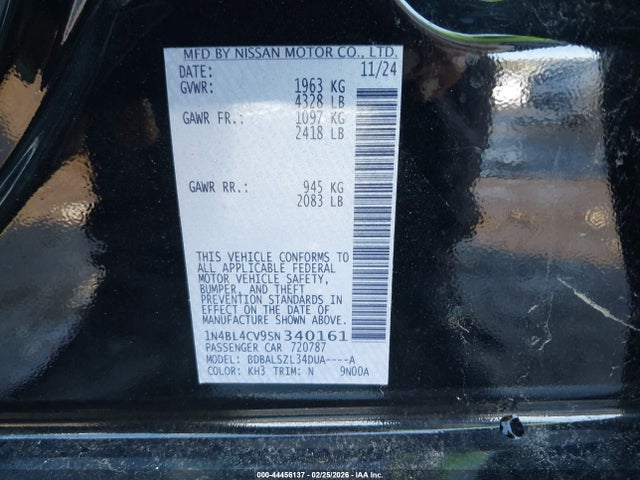 MFD BY NISSAN MOTOR CO., LTD.
DATE: 11/24
GVWR: 1963 KG
4328 LB
GAWR FR.: 1097 KG
2418 LB
GAWR RR.: 945 KG
2083 LB
THIS VEHICLE CONFORMS TO
ALL APPLICABLE FEDERAL
MOTOR VEHICLE SAFETY,
BUMPER, AND THEFT
PREVENTION STANDARDS IN
EFFECT ON THE DATE OF
MANUFACTURE SHOWN ABOVE.
1N4BL4CV9SN340161
PASSENGER CAR 720787
MODEL: BDBALSZL34DUA----A
COLOR: KH3 TRIM: N 9N00A
000-44456137 - 02/25/2026 - IAA Inc.